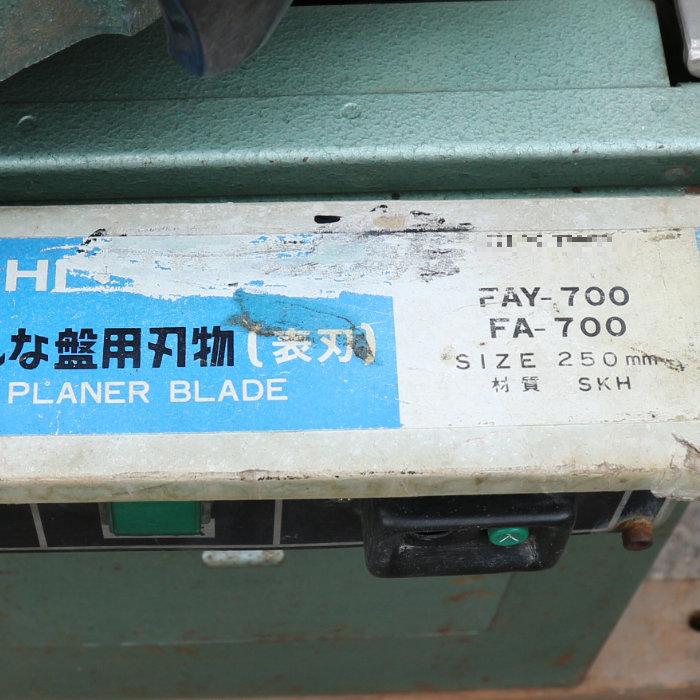 HI
な盤用刃物(表刃)
PLANER BLADE
FAY-700
FA-700
SIZE 250mm
材質 SKH